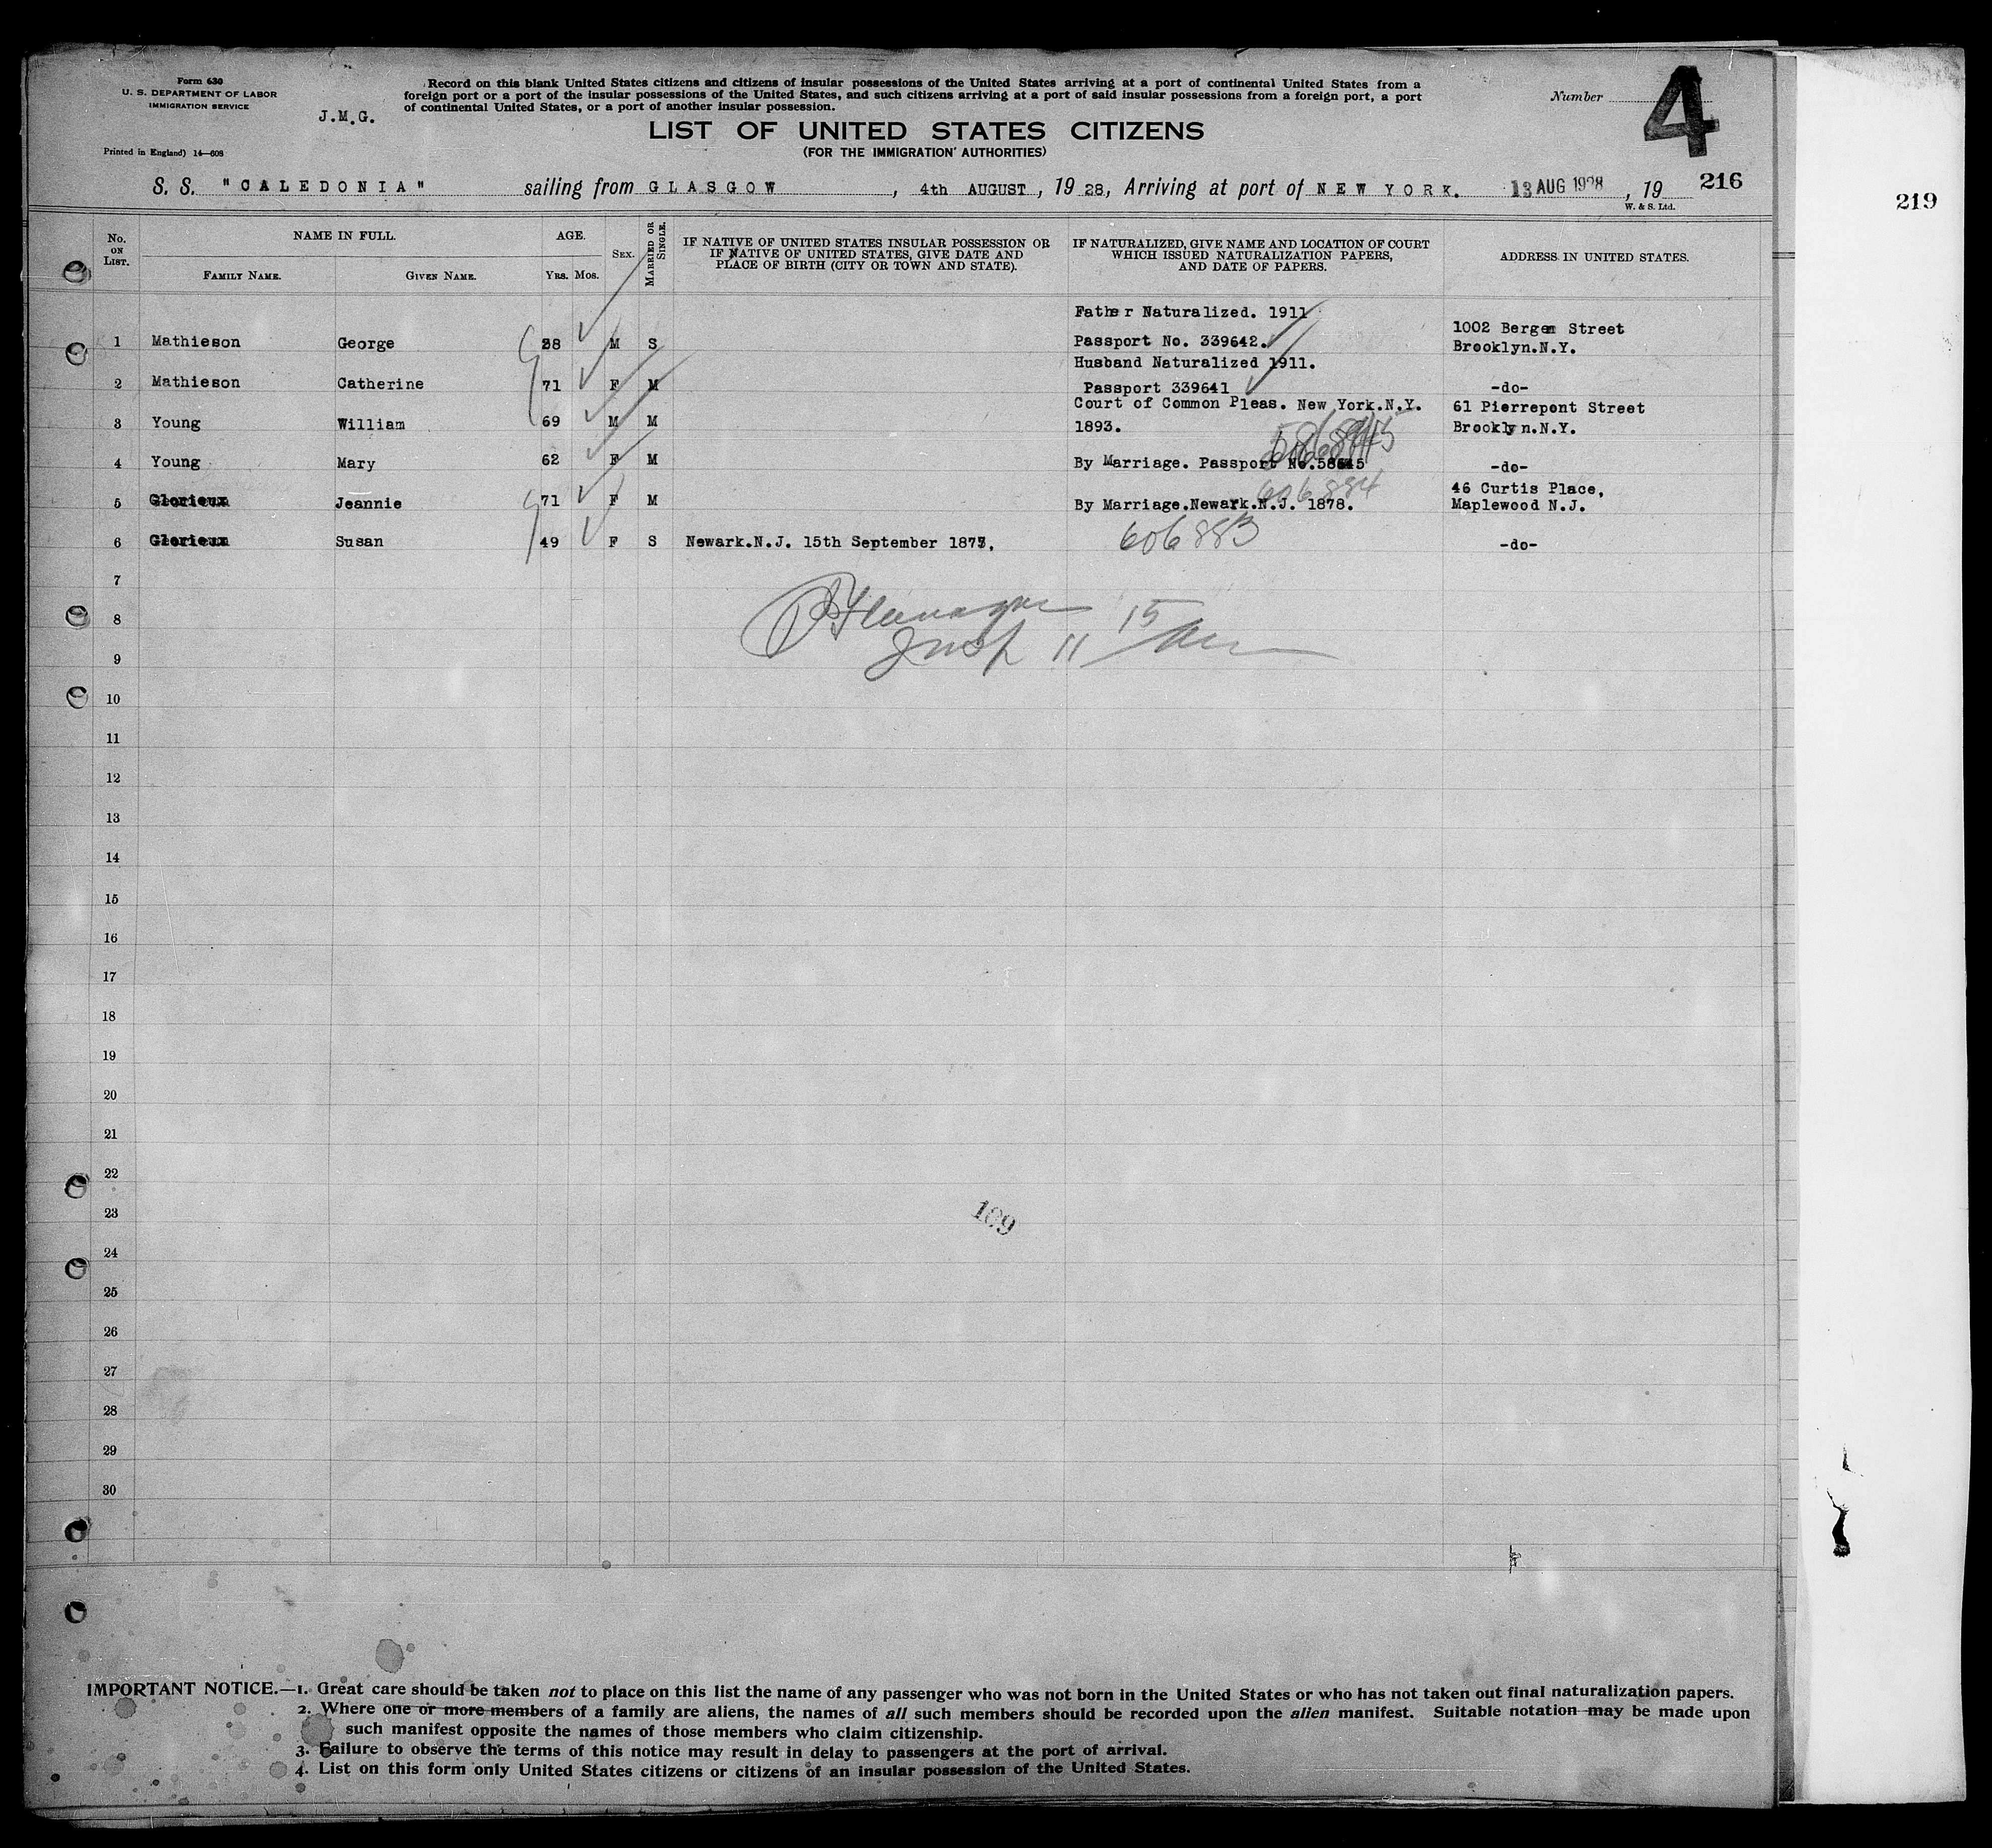 Form 630
U. S. DEPARTMENT OF LABOR
IMMIGRATION SERVICE
J.M.G.
Printed in England) 14—608
Record on this blank United States citizens and citizens of insular possessions of the United States arriving at a port of continental United States from a
foreign port or a port of the insular possessions of the United States, and such citizens arriving at a port of said insular possessions from a foreign port, a port
of continental United States, or a port of another insular possession.
Number 4
LIST OF UNITED STATES CITIZENS
(FOR THE IMMIGRATION AUTHORITIES)
S. S. "CALEDONIA" sailing from GLASGOW, 4th AUGUST, 19 28, Arriving at port of NEW YORK. 13 AUG 1928, 19 216
W. & S. Ltd.
219
No. ON LIST.
NAME IN FULL.
FAMILY NAME. GIVEN NAME.
AGE.
Yrs. Mos.
SEX.
MARRIED OR SINGLE.
IF NATIVE OF UNITED STATES INSULAR POSSESSION OR
IF NATIVE OF UNITED STATES, GIVE DATE AND
PLACE OF BIRTH (CITY OR TOWN AND STATE).
IF NATURALIZED, GIVE NAME AND LOCATION OF COURT
WHICH ISSUED NATURALIZATION PAPERS,
AND DATE OF PAPERS.
ADDRESS IN UNITED STATES.
Father Naturalized. 1911
1 Mathieson George M S Passport No. 339642. 1002 Bergen Street
Brooklyn.N.Y.
Husband Naturalized 1911.
2 Mathieson Catherine 71 F M Passport 339641 -do-
Court of Common Pleas. New York.N.Y. 61 Pierrepont Street
3 Young William 69 M M 1893. Brooklyn.N.Y.
4 Young Mary 62 F M By Marriage. Passport No. -do-
606884 46 Curtis Place,
5 Glorieux Jeannie 71 F M By Marriage.Newark.N.J. 1878. Maplewood N.J.
6 Glorieux Susan 49 F S Newark.N.J. 15th September 606883 -do-
7
8 Flanagan 15
9 Insp 11
10
11
12
13
14
15
16
17
18
19
20
21
22
23
109
24
25
26
27
28
29
30
IMPORTANT NOTICE.—1. Great care should be taken not to place on this list the name of any passenger who was not born in the United States or who has not taken out final naturalization papers.
2. Where one or more members of a family are aliens, the names of all such members should be recorded upon the alien manifest. Suitable notation may be made upon
such manifest opposite the names of those members who claim citizenship.
3. Failure to observe the terms of this notice may result in delay to passengers at the port of arrival.
4. List on this form only United States citizens or citizens of an insular possession of the United States.